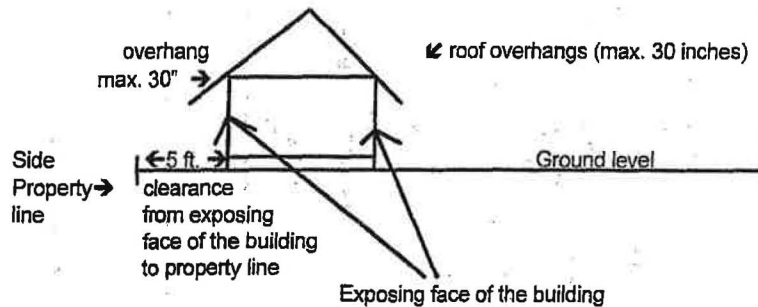 overhang
max. 30" →
↙ roof overhangs (max. 30 inches)
Side
Property→
line
←5 ft.→
clearance
from exposing
face of the building
to property line
Ground level
Exposing face of the building